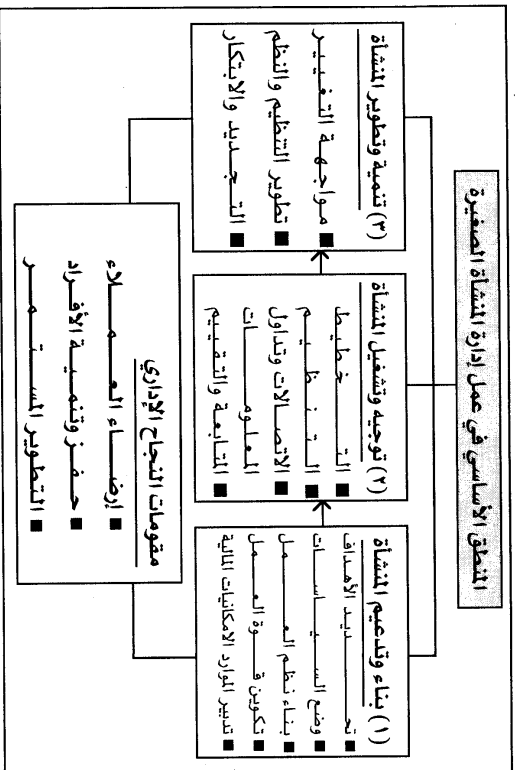 المنطق الأساسي في عمل إدارة المنشأة الصغيرة
(١) بناء وتدعيم المنشأة
■ تحديد الأهداف
■ وضع السياسات
■ بناء نظم العمل
■ تكوين قوة العمل
■ تدبير الموارد الامكانيات المالية
(٢) توجيه وتشغيل المنشأة
■ التخطيط
■ التنظيم
■ الاتصالات وتداول
المعلومات
■ المتابعة والتقييم
(٣) تنمية وتطوير المنشأة
■ مواجهة التغيير
■ تطوير التنظيم والنظم
■ التجديد والابتكار
مقومات النجاح الإداري
■ إرضاء العملاء
■ حفز وتنمية الأفراد
■ التطوير المستمر